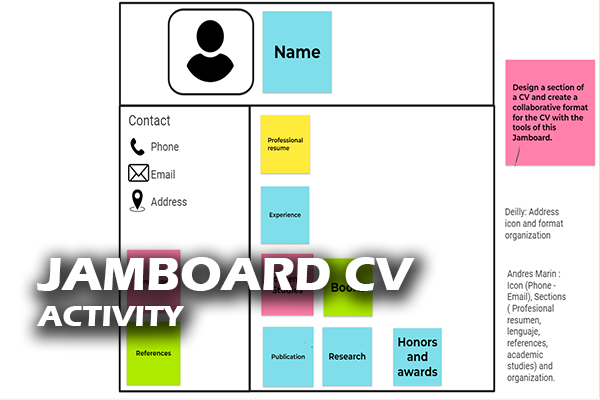 Name
Design a section
of a CV and create a
collaborative format
for the CV with the
tools of this
Jamboard.
Contact
Phone
Email
Address
Professional
resume
Experience
Deilly: Address
icon and format
organization
JAMBOARD CV
ACTIVITY
Studies
References
Publication
Research
Honors
and
awards
Andres Marin :
Icon (Phone -
Email), Sections
( Profesional
resumen,
lenguaje,
references,
academic
studies) and
organization.